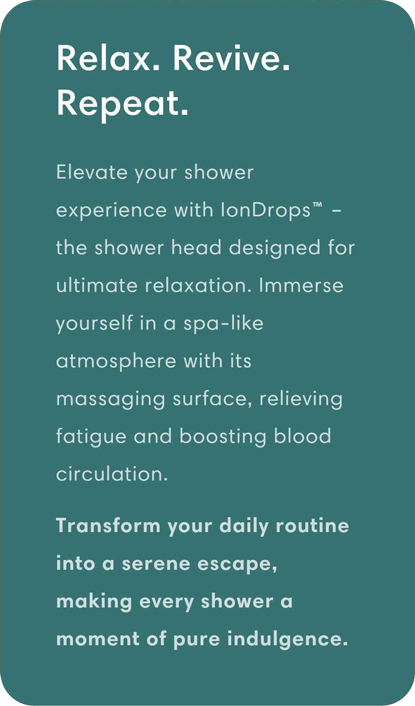 Relax. Revive.
Repeat.
Elevate your shower
experience with IonDrops™ –
the shower head designed for
ultimate relaxation. Immerse
yourself in a spa-like
atmosphere with its
massaging surface, relieving
fatigue and boosting blood
circulation.
Transform your daily routine
into a serene escape,
making every shower a
moment of pure indulgence.